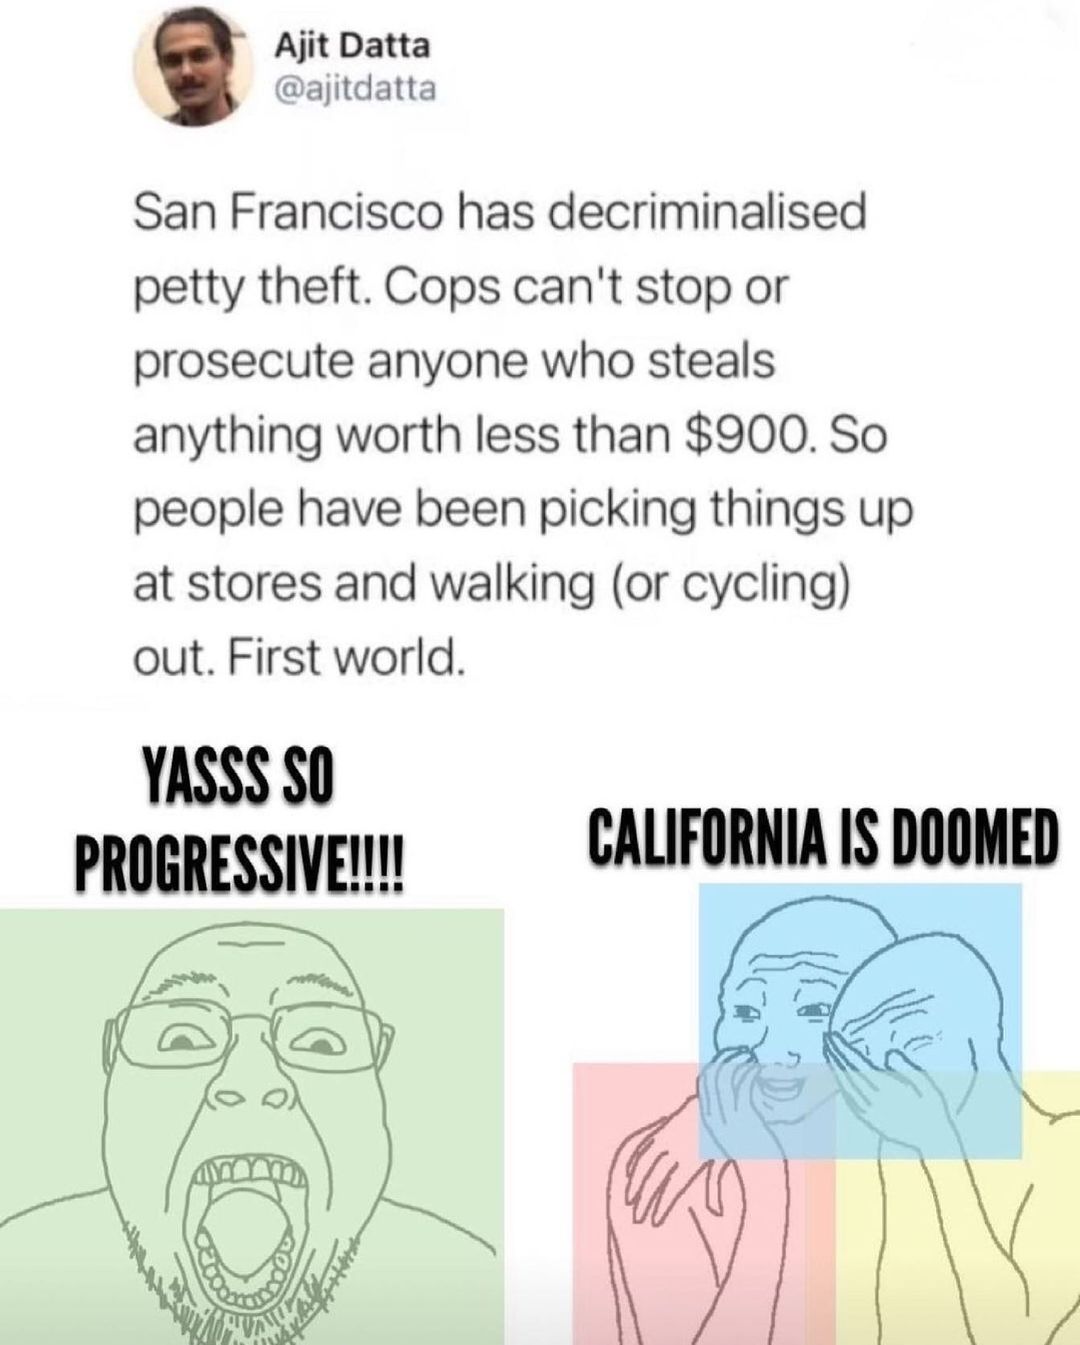 Ajit Datta
@ajitdatta
San Francisco has decriminalised
petty theft. Cops can't stop or
prosecute anyone who steals
anything worth less than $900. So
people have been picking things up
at stores and walking (or cycling)
out. First world.
YASSS SO
PROGRESSIVE!!!!
CALIFORNIA IS DOOMED